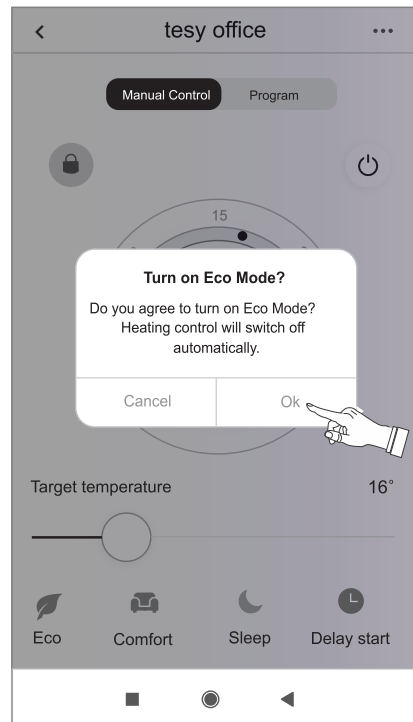 tesy office
Manual Control Program
15
Turn on Eco Mode?
Do you agree to turn on Eco Mode?
Heating control will switch off
automatically.
Cancel Ok
Target temperature 16°
Eco Comfort Sleep Delay start